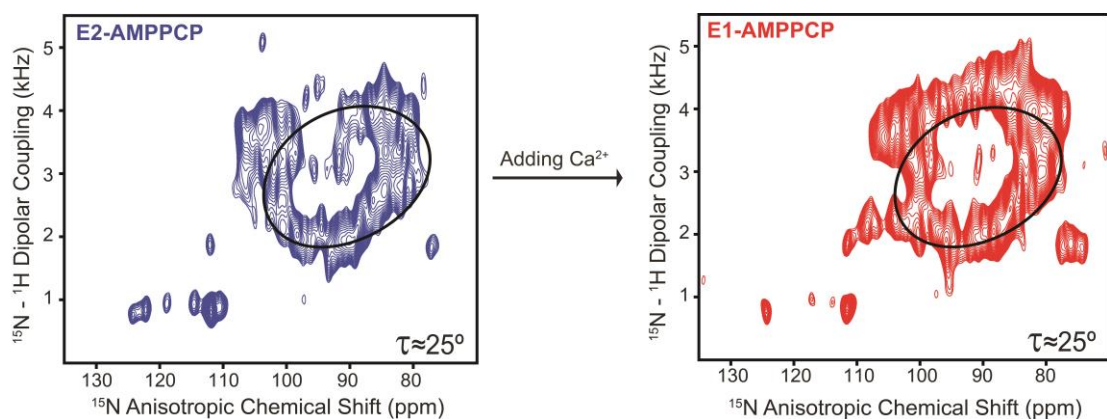 E2-AMPPCP
5
4
3
2
1
¹⁵N - ¹H Dipolar Coupling (kHz)
τ≈25º
130 120 110 100 90 80
¹⁵N Anisotropic Chemical Shift (ppm)
Adding Ca²⁺
E1-AMPPCP
5
4
3
2
1
¹⁵N - ¹H Dipolar Coupling (kHz)
τ≈25º
130 120 110 100 90 80
¹⁵N Anisotropic Chemical Shift (ppm)